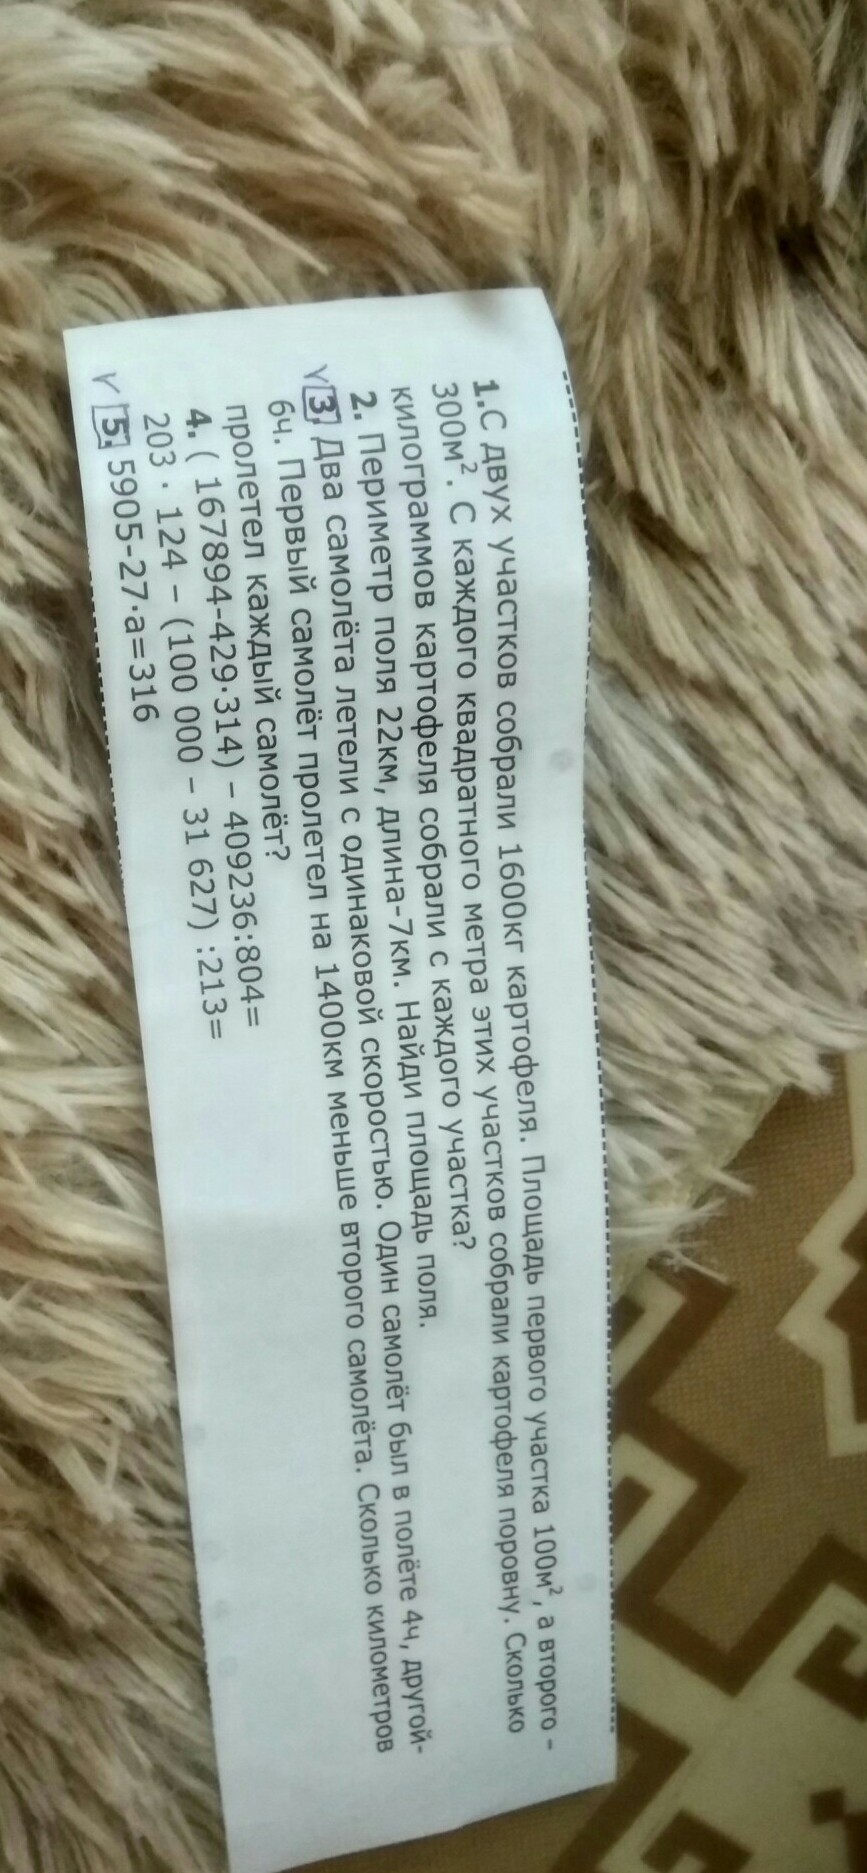 1.С двух участков собрали 1600кг картофеля. Площадь первого участка 100м², а второго –
300м². С каждого квадратного метра этих участков собрали картофеля поровну. Сколько
килограммов картофеля собрали с каждого участка?
2. Периметр поля 22км, длина-7км. Найди площадь поля.
√ 3. Два самолёта летели с одинаковой скоростью. Один самолёт был в полёте 4ч, другой-
6ч. Первый самолёт пролетел на 1400км меньше второго самолёта. Сколько километров
пролетел каждый самолёт?
4. ( 167894-429·314) – 409236:804=
203 · 124 – (100 000 – 31 627) :213=
√ 5. 5905-27·а=316